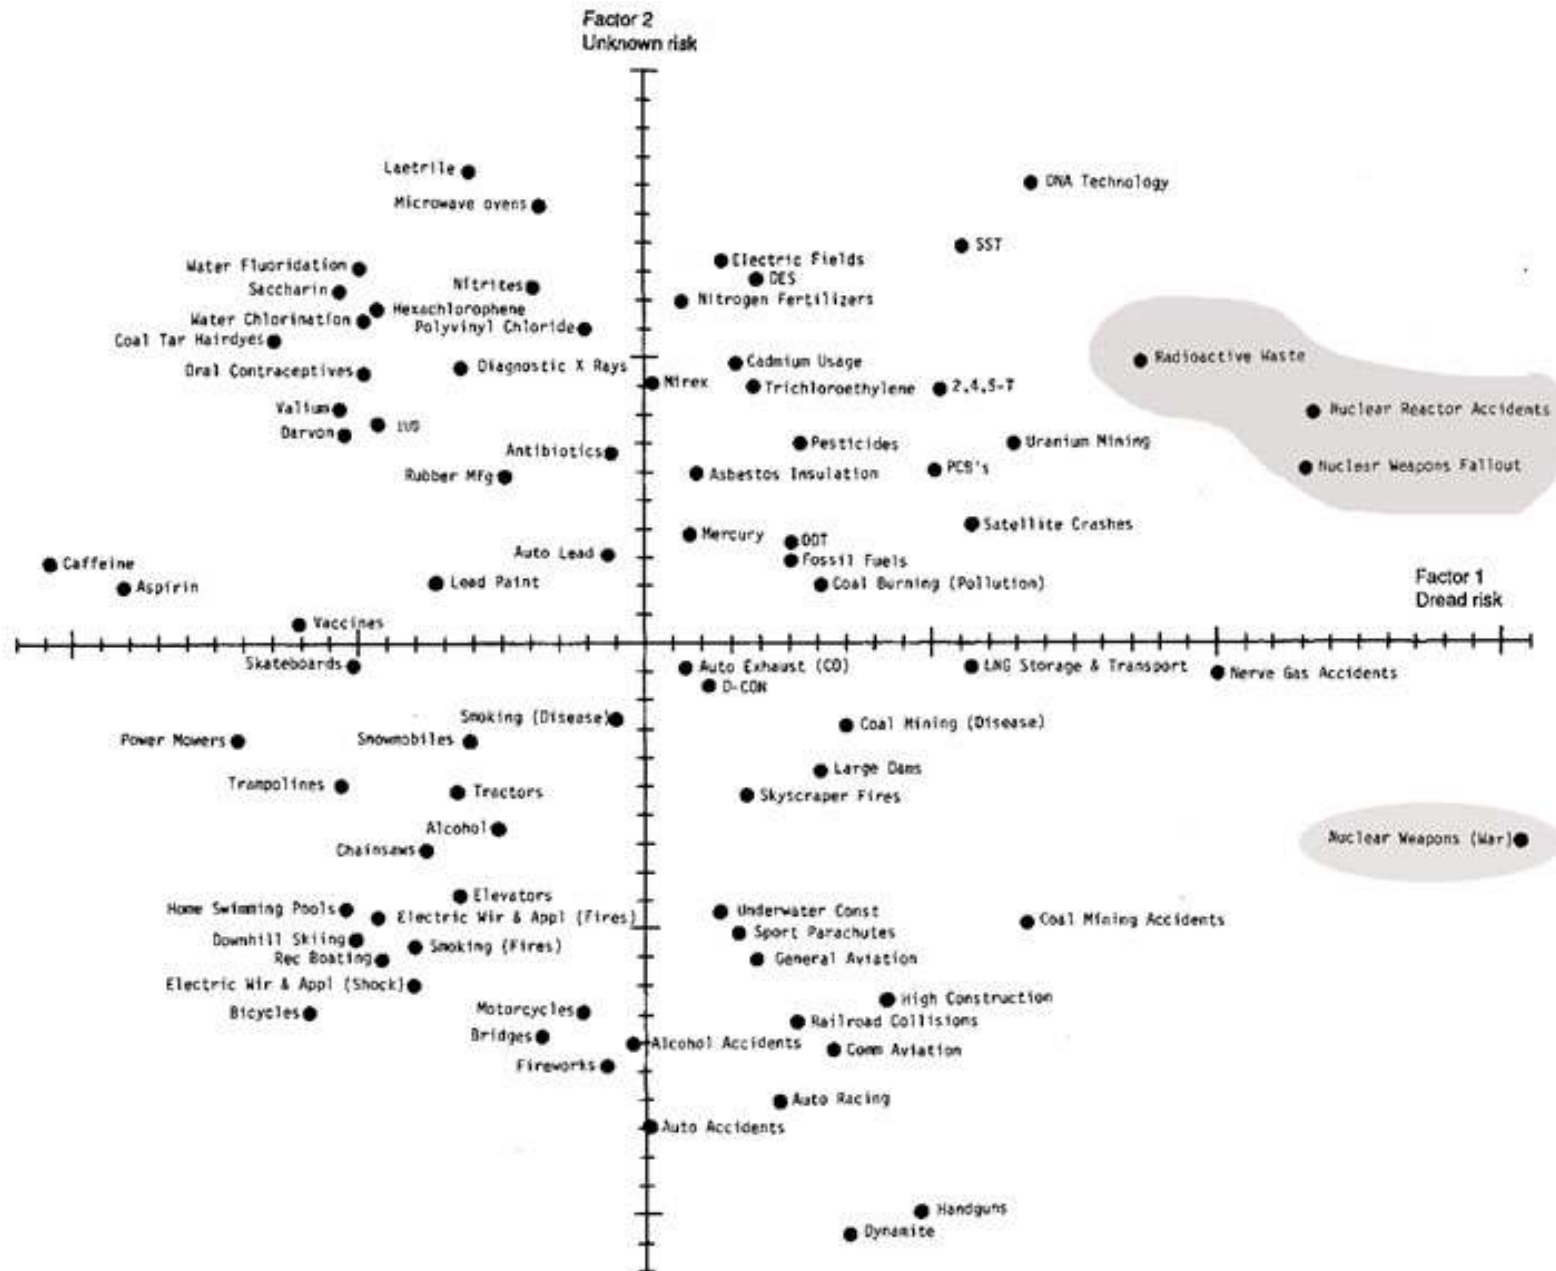 Factor 2
Unknown risk
Laetrile
DNA Technology
Microwave ovens
SST
Electric Fields
Water Fluoridation
DES
Nitrites
Saccharin
Nitrogen Fertilizers
Hexachlorophene
Water Chlorination
Polyvinyl Chloride
Coal Tar Hairdyes
Radioactive Waste
Cadmium Usage
Diagnostic X Rays
Oral Contraceptives
Mirex
Trichloroethylene
2,4,5-T
Valium
Nuclear Reactor Accidents
IUD
Darvon
Pesticides
Uranium Mining
Antibiotics
Nuclear Weapons Fallout
PCB's
Asbestos Insulation
Rubber Mfg
Satellite Crashes
Mercury
DDT
Auto Lead
Fossil Fuels
Caffeine
Factor 1
Dread risk
Lead Paint
Coal Burning (Pollution)
Aspirin
Vaccines
Skateboards
Auto Exhaust (CO)
LNG Storage & Transport
Nerve Gas Accidents
D-CON
Smoking (Disease)
Coal Mining (Disease)
Power Mowers
Snowmobiles
Large Dams
Trampolines
Tractors
Skyscraper Fires
Alcohol
Nuclear Weapons (War)
Chainsaws
Elevators
Home Swimming Pools
Electric Wir & Appl (Fires)
Underwater Const
Coal Mining Accidents
Sport Parachutes
Downhill Skiing
Smoking (Fires)
Rec Boating
General Aviation
Electric Wir & Appl (Shock)
High Construction
Motorcycles
Bicycles
Railroad Collisions
Bridges
Alcohol Accidents
Comm Aviation
Fireworks
Auto Racing
Auto Accidents
Handguns
Dynamite